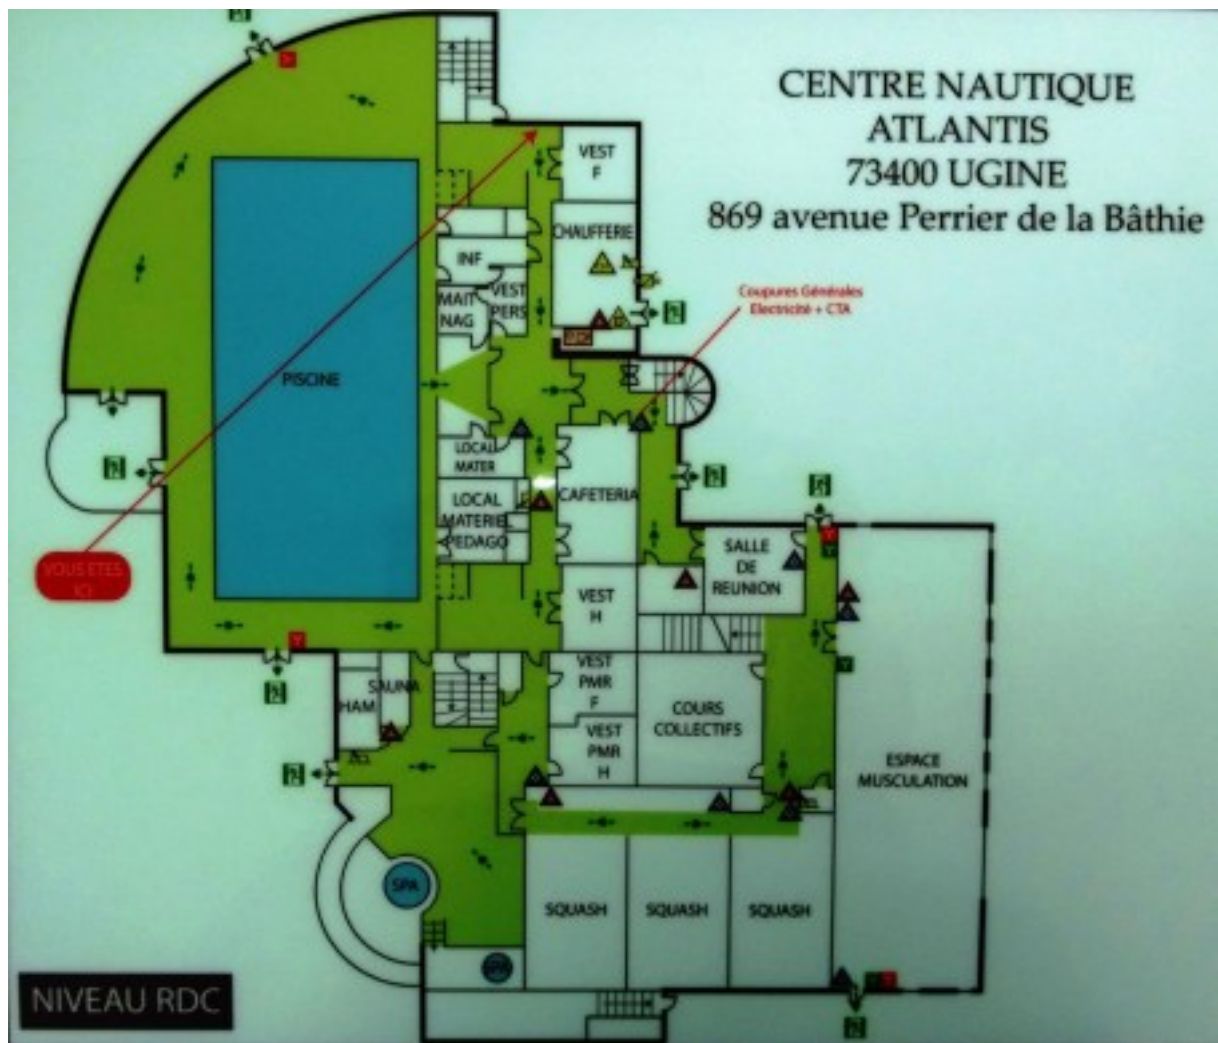 CENTRE NAUTIQUE
ATLANTIS
73400 UGINE
869 avenue Perrier de la Bâthie
VEST
F
CHAUFFERIE
INF
MAIT
NAG
VEST
PERS
Coupures Générales
Electricité + CTA
PISCINE
LOCAL
MATER
LOCAL
MATERIEL
PEDAGO
CAFETERIA
SALLE
DE
REUNION
VOUS ETES
ICI
VEST
H
SAUNA
HAM
VEST
PMR
F
VEST
PMR
H
COURS
COLLECTIFS
ESPACE
MUSCULATION
SPA
SQUASH
SQUASH
SQUASH
SPA
NIVEAU RDC